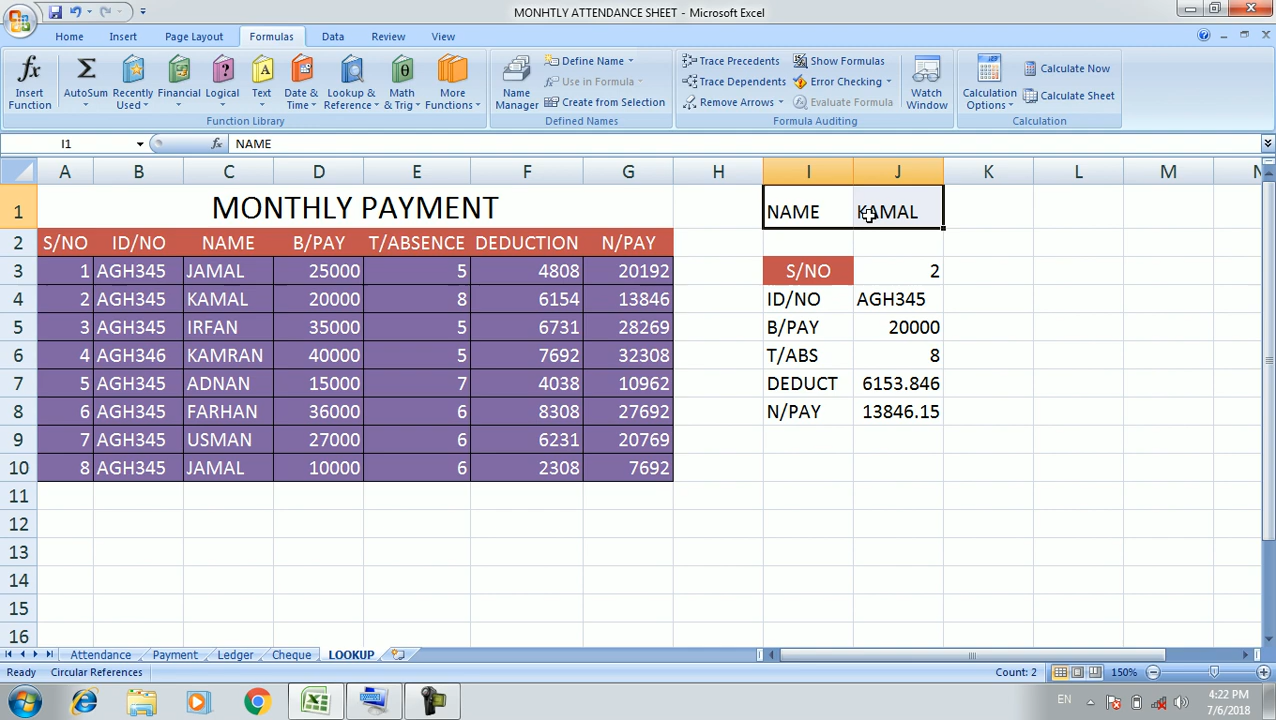 MONHTLY ATTENDANCE SHEET - Microsoft Excel
Home Insert Page Layout Formulas Data Review View
Insert Function
AutoSum
Recently Used
Financial
Logical
Text
Date & Time
Lookup & Reference
Math & Trig
More Functions
Function Library
Name Manager
Define Name
Use in Formula
Create from Selection
Defined Names
Trace Precedents
Trace Dependents
Remove Arrows
Show Formulas
Error Checking
Evaluate Formula
Formula Auditing
Watch Window
Calculation Options
Calculate Now
Calculate Sheet
Calculation
I1 fx NAME
A B C D E F G H I J K L M N
1 MONTHLY PAYMENT NAME KAMAL
2 S/NO ID/NO NAME B/PAY T/ABSENCE DEDUCTION N/PAY
3 1 AGH345 JAMAL 25000 5 4808 20192 S/NO 2
4 2 AGH345 KAMAL 20000 8 6154 13846 ID/NO AGH345
5 3 AGH345 IRFAN 35000 5 6731 28269 B/PAY 20000
6 4 AGH346 KAMRAN 40000 5 7692 32308 T/ABS 8
7 5 AGH345 ADNAN 15000 7 4038 10962 DEDUCT 6153.846
8 6 AGH345 FARHAN 36000 6 8308 27692 N/PAY 13846.15
9 7 AGH345 USMAN 27000 6 6231 20769
10 8 AGH345 JAMAL 10000 6 2308 7692
11
12
13
14
15
16
Attendance Payment Ledger Cheque LOOKUP
Ready Circular References Count: 2 150%
EN 4:22 PM
7/6/2018